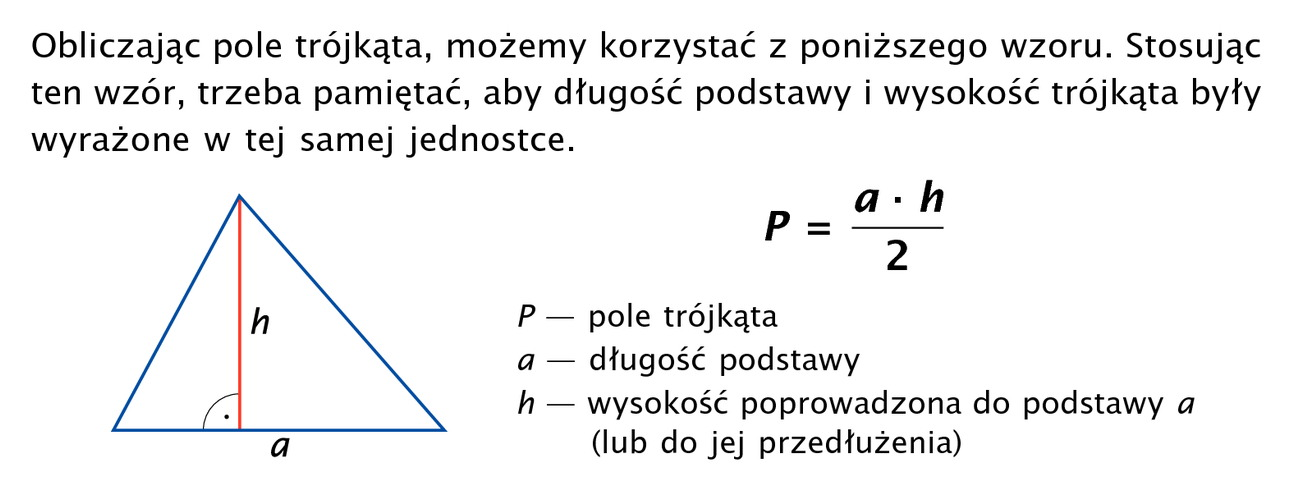 Obliczając pole trójkąta, możemy korzystać z poniższego wzoru. Stosując
ten wzór, trzeba pamiętać, aby długość podstawy i wysokość trójkąta były
wyrażone w tej samej jednostce.
P = a · h / 2
h
a
P — pole trójkąta
a — długość podstawy
h — wysokość poprowadzona do podstawy a
(lub do jej przedłużenia)